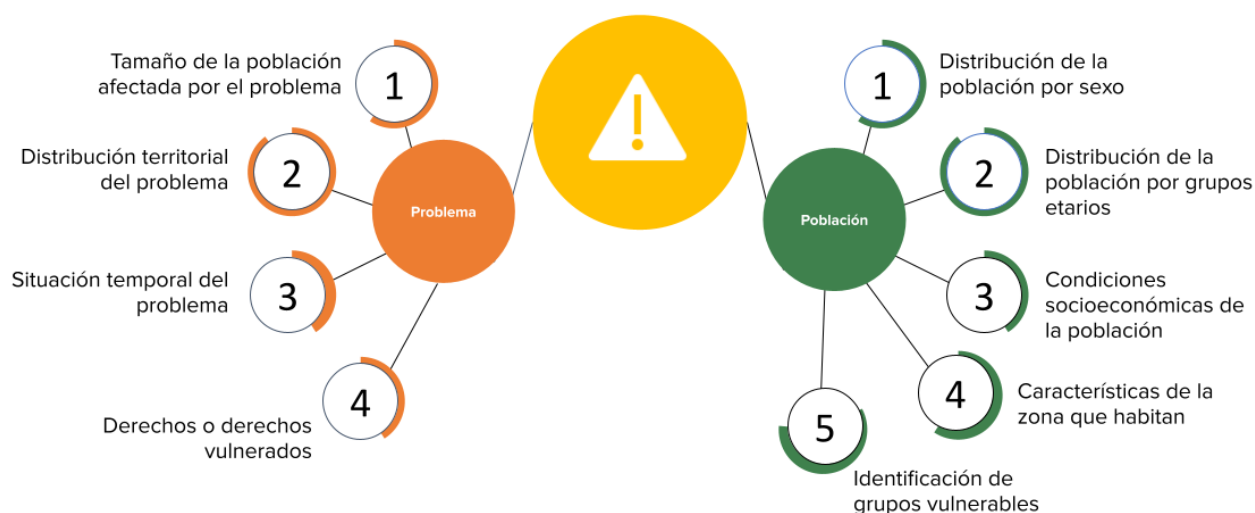 Problema
1
Tamaño de la población
afectada por el problema
2
Distribución territorial
del problema
3
Situación temporal del
problema
4
Derechos o derechos
vulnerados
!
Población
1
Distribución de la
población por sexo
2
Distribución de la
población por grupos
etarios
3
Condiciones
socioeconómicas de
la población
4
Características de la
zona que habitan
5
Identificación de
grupos vulnerables